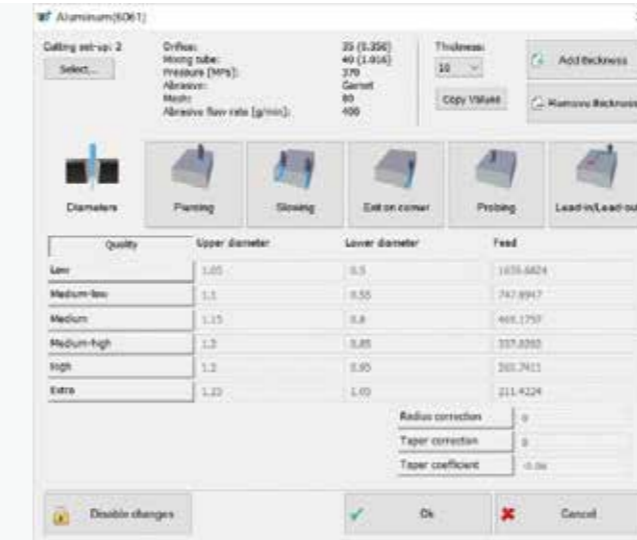 Aluminum(6061)
Cutting set-up: 2
Select...
Orifice: 35 (0.350)
Mixing tube: 40 (1.016)
Pressure [MPa]: 370
Abrasive: Garnet
Mesh: 80
Abrasive flow rate [g/min]: 400
Thickness:
10
Copy Values
Add thickness
Remove thickness
Diameters
Piercing
Slowing
Exit on corner
Probing
Lead-in/Lead-out
Quality Upper diameter Lower diameter Feed
Low 1.05 0.5
Medium-low 1.1 0.55 747.8947
Medium 1.15 0.8
Medium-high 1.2 0.85
High 1.2 0.95
Extra 1.05 211.4224
Radius correction 0
Taper correction 0
Taper coefficient
Disable changes
Ok
Cancel